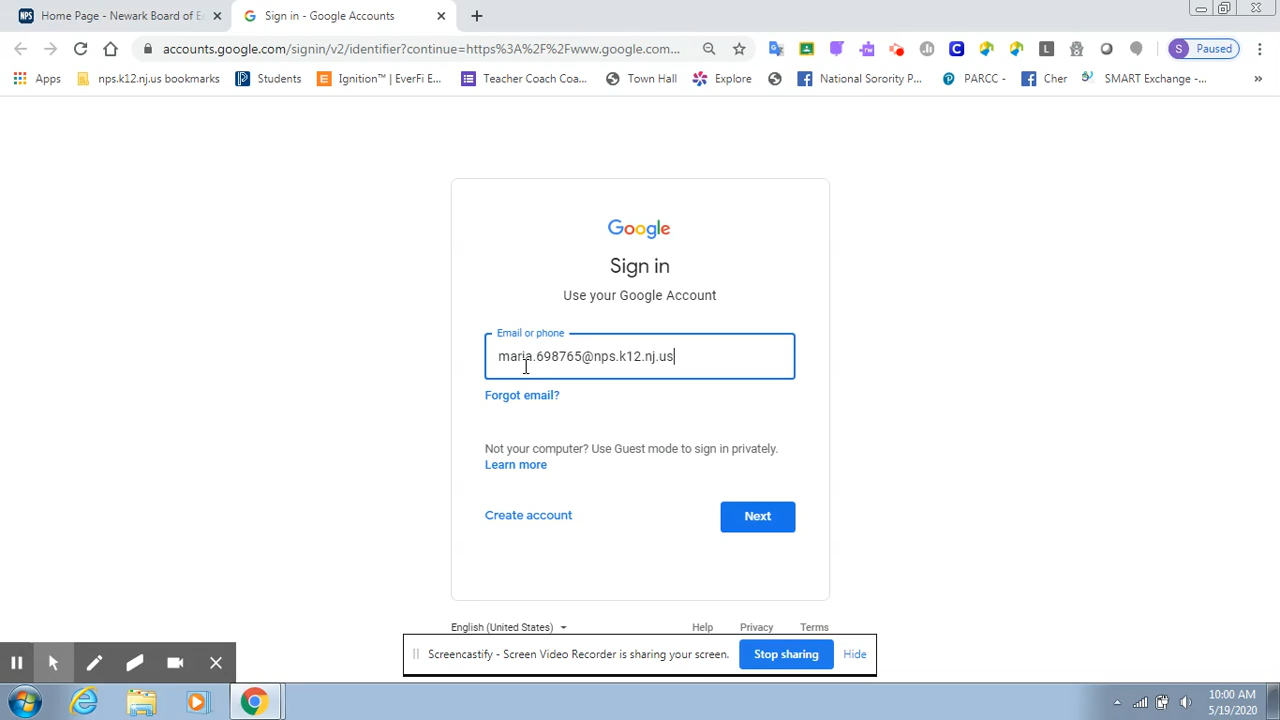 NPS Home Page - Newark Board of E
Sign in - Google Accounts
accounts.google.com/signin/v2/identifier?continue=https%3A%2F%2Fwww.google.com...
C
L
S Paused
Apps
nps.k12.nj.us bookmarks
Students
E Ignition™ | EverFi E...
Teacher Coach Coa...
Town Hall
Explore
National Sorority P...
PARCC -
Cher
SMART Exchange -...
Google
Sign in
Use your Google Account
Email or phone
maria.698765@nps.k12.nj.us
Forgot email?
Not your computer? Use Guest mode to sign in privately.
Learn more
Create account
Next
English (United States)
Help
Privacy
Terms
Screencastify - Screen Video Recorder is sharing your screen.
Stop sharing
Hide
10:00 AM
5/19/2020